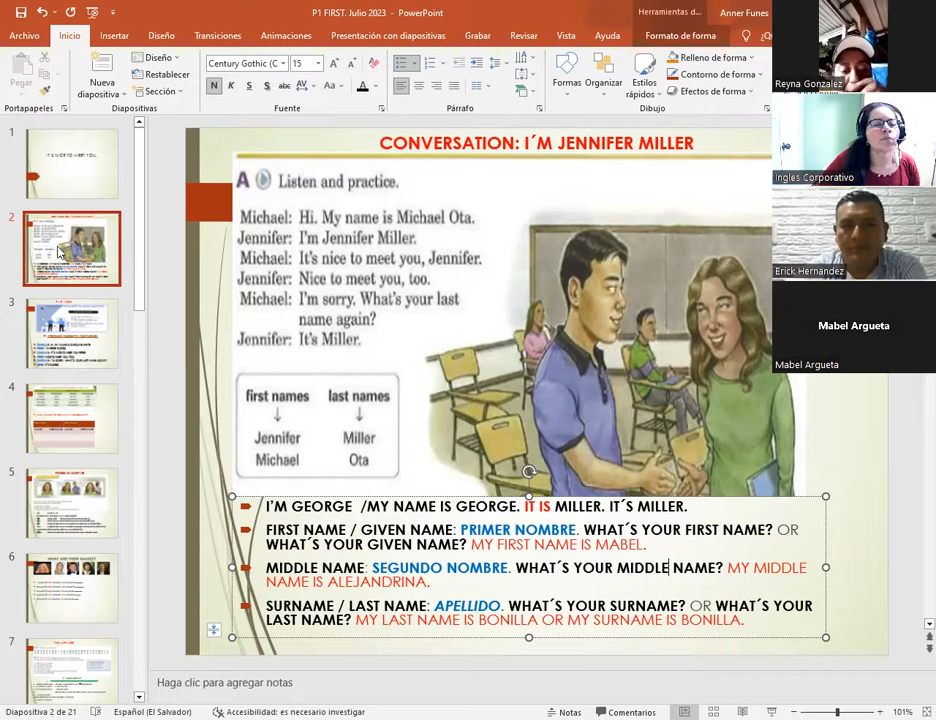 P1 FIRST. Julio 2023 - PowerPoint
Herramientas d...
Anner Funes
Archivo Inicio Insertar Diseño Transiciones Animaciones Presentación con diapositivas Grabar Revisar Vista Ayuda Formato de forma
Pegar
Nueva diapositiva
Diseño
Restablecer
Sección
Century Gothic (C 15
N K S S abc AV Aa A
Formas Organizar Estilos rápidos
Relleno de forma
Contorno de forma
Efectos de forma
Portapapeles Diapositivas Fuente Párrafo Dibujo
Reyna Gonzalez
Ingles Corporativo
Erick Hernandez
Mabel Argueta
Mabel Argueta
1
IT'S NICE TO MEET YOU.
2
3
4
5
6
7
CONVERSATION: I´M JENNIFER MILLER
A Listen and practice.
Michael: Hi. My name is Michael Ota.
Jennifer: I'm Jennifer Miller.
Michael: It's nice to meet you, Jennifer.
Jennifer: Nice to meet you, too.
Michael: I'm sorry. What's your last
name again?
Jennifer: It's Miller.
first names last names
Jennifer Miller
Michael Ota
I'M GEORGE /MY NAME IS GEORGE. IT IS MILLER. IT´S MILLER.
FIRST NAME / GIVEN NAME: PRIMER NOMBRE. WHAT´S YOUR FIRST NAME? OR
WHAT´S YOUR GIVEN NAME? MY FIRST NAME IS MABEL.
MIDDLE NAME: SEGUNDO NOMBRE. WHAT´S YOUR MIDDLE NAME? MY MIDDLE
NAME IS ALEJANDRINA.
SURNAME / LAST NAME: APELLIDO. WHAT´S YOUR SURNAME? OR WHAT´S YOUR
LAST NAME? MY LAST NAME IS BONILLA OR MY SURNAME IS BONILLA.
Haga clic para agregar notas
Diapositiva 2 de 21 Español (El Salvador) Accesibilidad: es necesario investigar Notas Comentarios 101%